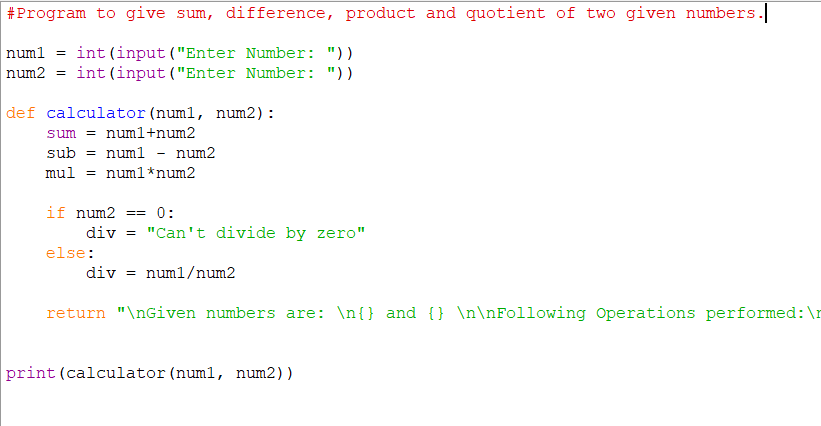 #Program to give sum, difference, product and quotient of two given numbers.
num1 = int(input("Enter Number: "))
num2 = int(input("Enter Number: "))
def calculator(num1, num2):
    sum = num1+num2
    sub = num1 - num2
    mul = num1*num2
    if num2 == 0:
        div = "Can't divide by zero"
    else:
        div = num1/num2
    return "\nGiven numbers are: \n{} and {} \n\nFollowing Operations performed:\n
print(calculator(num1, num2))